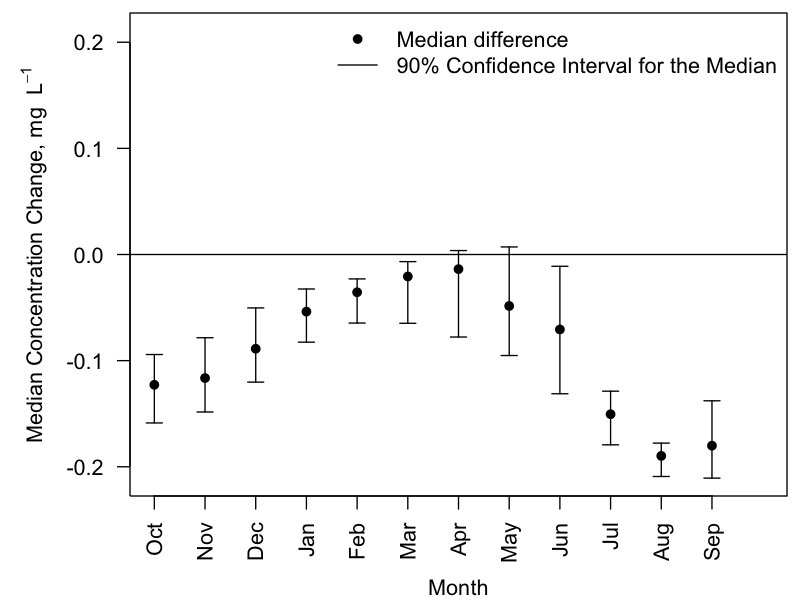 Median difference
90% Confidence Interval for the Median
Median Concentration Change, mg L⁻¹
0.2
0.1
0.0
-0.1
-0.2
Oct
Nov
Dec
Jan
Feb
Mar
Apr
May
Jun
Jul
Aug
Sep
Month